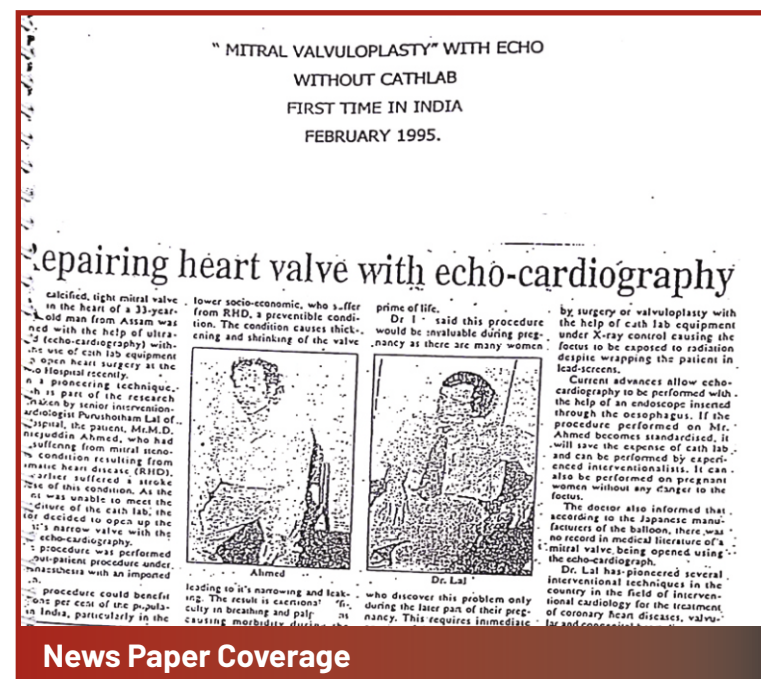 “ MITRAL VALVULOPLASTY” WITH ECHO
WITHOUT CATHLAB
FIRST TIME IN INDIA
FEBRUARY 1995.
epairing heart valve with echo-cardiography
calcified, tight mitral valve
in the heart of a 33-year-
old man from Assam was
ned with the help of ultra-
d (echo-cardiography) with-
the use of cath lab equipment
open heart surgery at the
o Hospital recently.
a pioneering technique,
h is part of the research
rtaken by senior intervention-
ardiologist Purushotham Lal of
ospital, the patient, Mr.M.D.
niejuddin Ahmed, who had
suffering from mitral steno-
condition resulting from
matic heart disease (RHD),
earlier suffered a stroke
se of this condition. As the
nt was unable to meet the
diture of the cath lab, the
tor decided to open up the
t's narrow valve with the
echo-cardiography.
procedure was performed
out-patient procedure under
anaesthesia with an imported
n.
procedure could benefit
one per cent of the popula-
in India, particularly in the
lower socio-economic, who suffer
from RHD, a preventible condi-
tion. The condition causes thick-
ening and shrinking of the valve
Ahmed
leading to it's narrowing and leak-
ing. The result is exertional
culty in breathing and
causing morbidity during the
prime of life.
Dr said this procedure
would be invaluable during preg-
nancy as there are many women
Dr. Lal
who discover this problem only
during the later part of their preg-
nancy. This requires immediate
by surgery or valvuloplasty with
the help of cath lab equipment
under X-ray control causing the
foetus to be exposed to radiation
despite wrapping the patient in
lead-screens.
Current advances allow echo-
cardiography to be performed with
the help of an endoscope inserted
through the oesophagus. If the
procedure performed on Mr.
Ahmed becomes standardised, it
will save the expense of cath lab
and can be performed by experi-
enced interventionalists. It can
also be performed on pregnant
women without any danger to the
foetus.
The doctor also informed that
according to the Japanese manu-
facturers of the balloon, there was
no record in medical literature of a
mitral valve being opened using
the echo-cardiograph.
Dr. Lal has pioneered several
interventional techniques in the
country in the field of interven-
tional cardiology for the treatment
of coronary heart diseases, valvu-
lar and congenital
News Paper Coverage